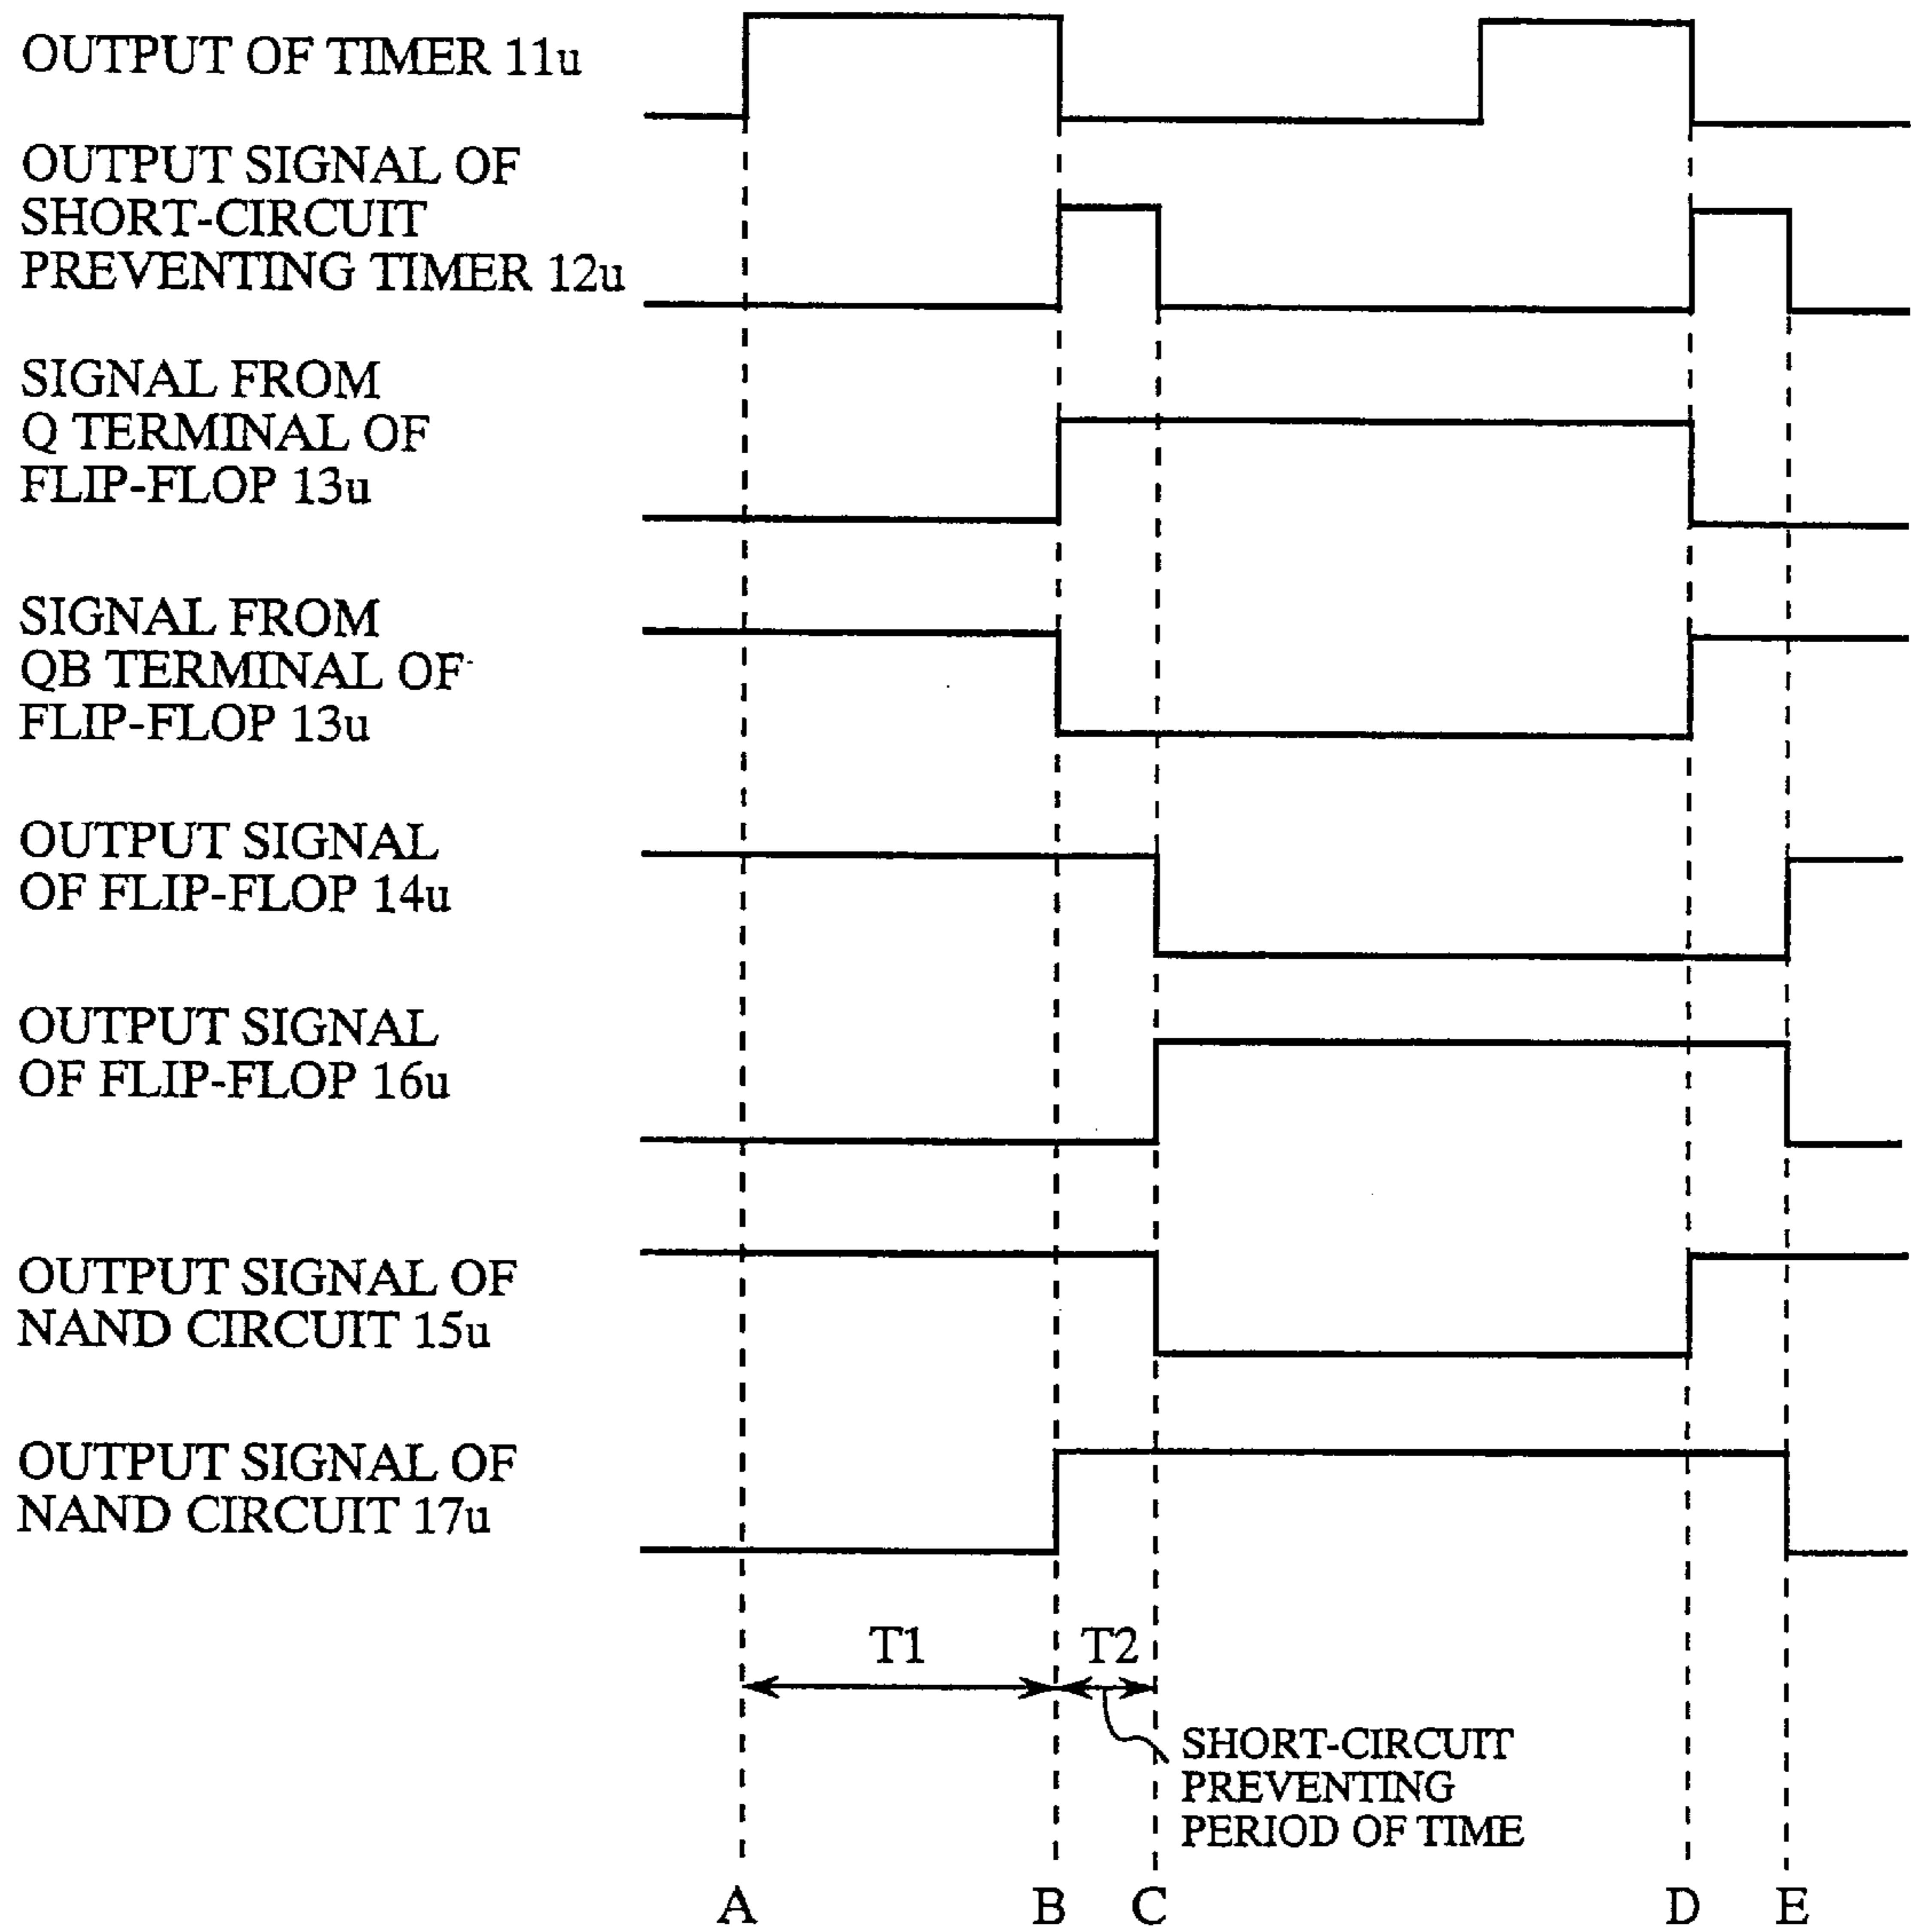 OUTPUT OF TIMER 11u
OUTPUT SIGNAL OF
SHORT-CIRCUIT
PREVENTING TIMER 12u
SIGNAL FROM
Q TERMINAL OF
FLIP-FLOP 13u
SIGNAL FROM
QB TERMINAL OF
FLIP-FLOP 13u
OUTPUT SIGNAL
OF FLIP-FLOP 14u
OUTPUT SIGNAL
OF FLIP-FLOP 16u
OUTPUT SIGNAL OF
NAND CIRCUIT 15u
OUTPUT SIGNAL OF
NAND CIRCUIT 17u
T1 T2
SHORT-CIRCUIT
PREVENTING
PERIOD OF TIME
A B C D E